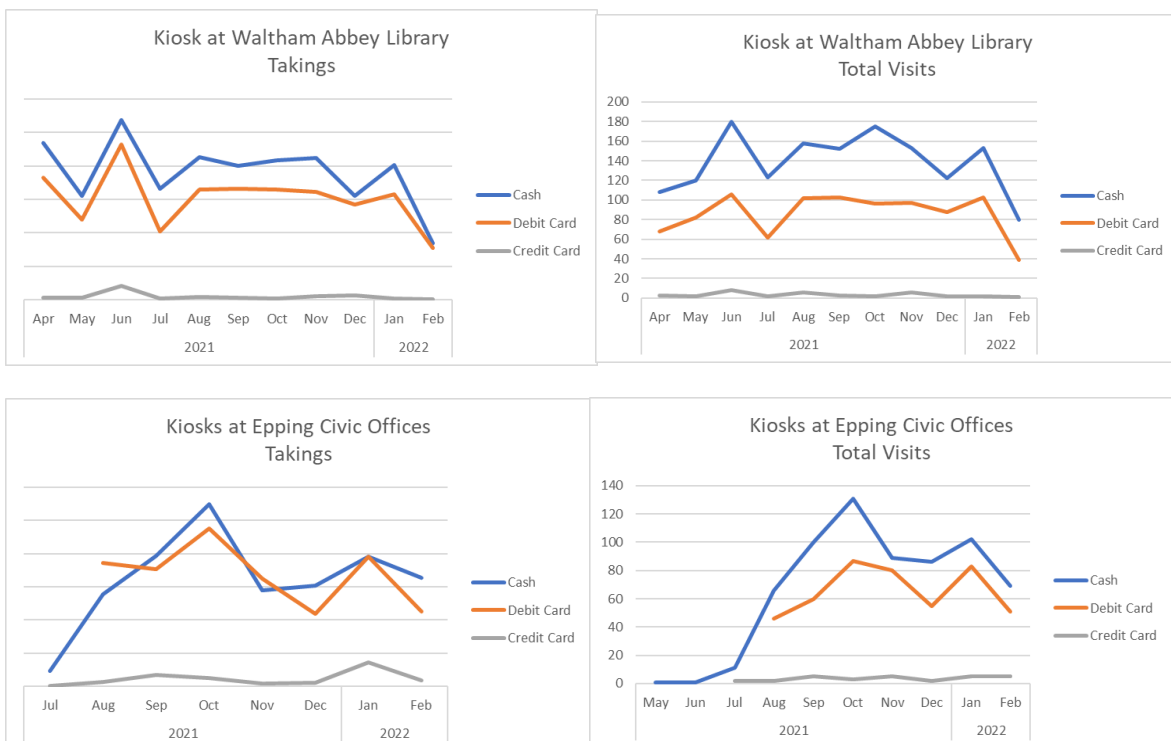 Kiosk at Waltham Abbey Library
Takings
Cash
Debit Card
Credit Card
Apr May Jun Jul Aug Sep Oct Nov Dec Jan Feb
2021 2022
Kiosk at Waltham Abbey Library
Total Visits
200
180
160
140
120
100
80
60
40
20
0
Cash
Debit Card
Credit Card
Apr May Jun Jul Aug Sep Oct Nov Dec Jan Feb
2021 2022
Kiosks at Epping Civic Offices
Takings
Cash
Debit Card
Credit Card
Jul Aug Sep Oct Nov Dec Jan Feb
2021 2022
Kiosks at Epping Civic Offices
Total Visits
140
120
100
80
60
40
20
0
Cash
Debit Card
Credit Card
May Jun Jul Aug Sep Oct Nov Dec Jan Feb
2021 2022